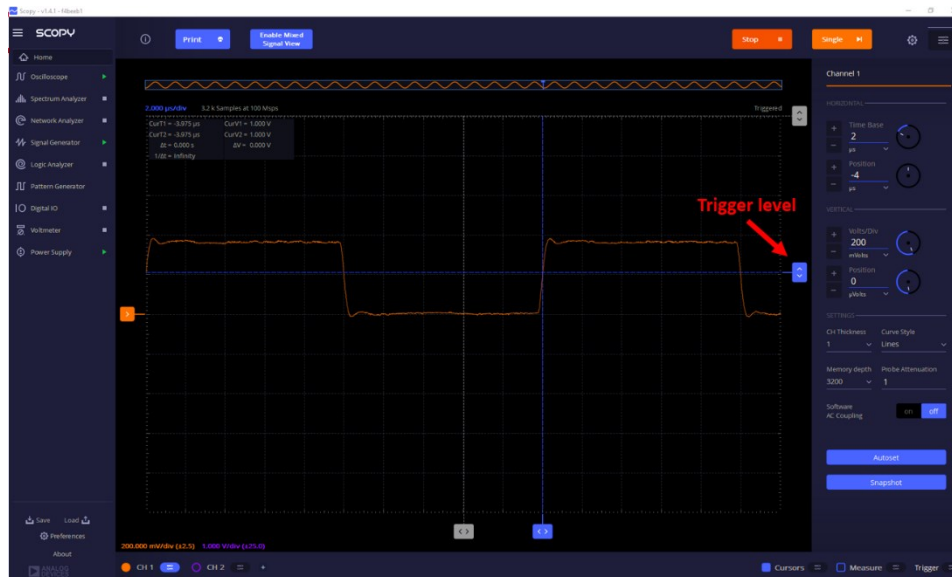 Scopy - v1.4.1 - filbeeb1
SCOPY
Print
Enable Mixed
Signal View
Stop
Single
Home
Oscilloscope
Spectrum Analyzer
Network Analyzer
Signal Generator
Logic Analyzer
Pattern Generator
Digital IO
Voltmeter
Power Supply
Save Load
Preferences
About
ANALOG
DEVICES
2.000 µs/div 3.2 k Samples at 100 Msps Triggered
CurT1 = -3.975 µs CurV1 = 1.000 V
CurT2 = -3.975 µs CurV2 = 1.000 V
Δt = 0.000 s ΔV = 0.000 V
1/Δt = Infinity
Trigger level
200.000 mV/div (±2.5) 1.000 V/div (±25.0)
CH 1 CH 2 +
Cursors Measure Trigger
Channel 1
HORIZONTAL
Time Base
2
µs
Position
-4
µs
VERTICAL
Volts/Div
200
mVolts
Position
0
µVolts
SETTINGS
CH Thickness Curve Style
1 Lines
Memory depth Probe Attenuation
3200 1
Software
AC Coupling on off
Autoset
Snapshot